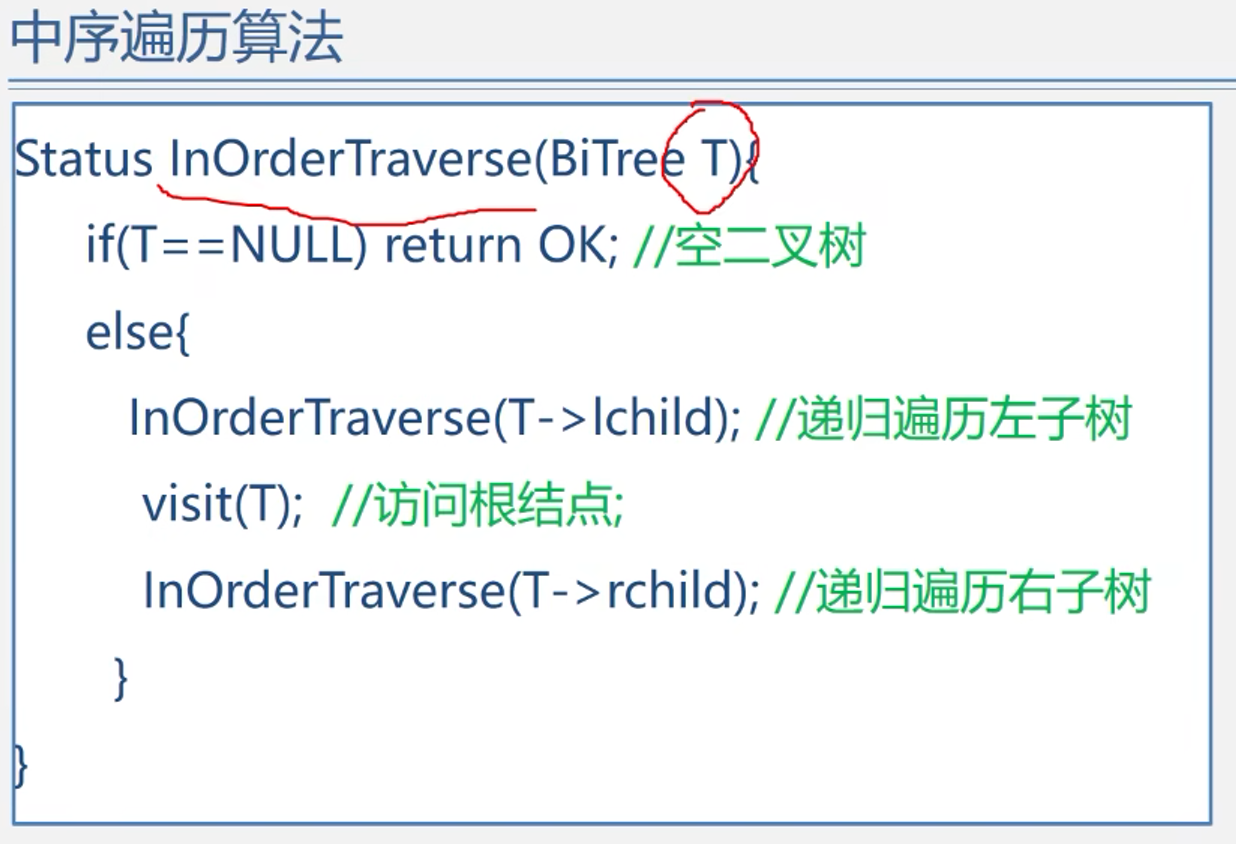 中序遍历算法
Status InOrderTraverse(BiTree T){
if(T==NULL) return OK; //空二叉树
else{
InOrderTraverse(T->lchild); //递归遍历左子树
visit(T); //访问根结点;
InOrderTraverse(T->rchild); //递归遍历右子树
}
}